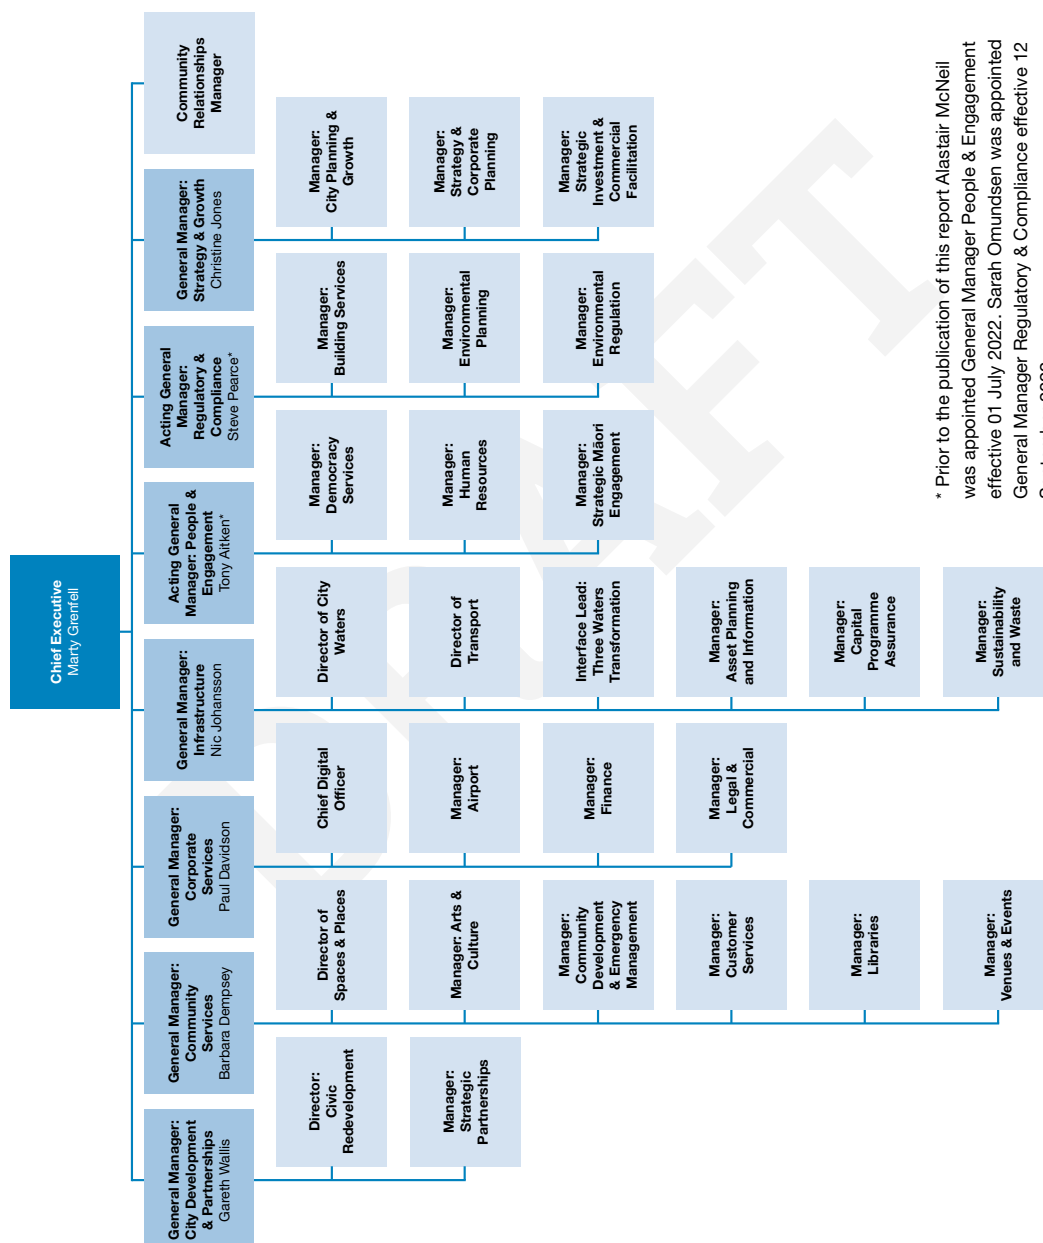 Chief Executive
Marty Grenfell
General Manager:
City Development
& Partnerships
Gareth Wallis
General Manager:
Community
Services
Barbara Dempsey
General Manager:
Corporate
Services
Paul Davidson
General Manager:
Infrastructure
Nic Johansson
Acting General
Manager: People &
Engagement
Tony Aitken*
Acting General
Manager:
Regulatory &
Compliance
Steve Pearce*
General Manager:
Strategy & Growth
Christine Jones
Community
Relationships
Manager
Director:
Civic
Redevelopment
Manager:
Strategic
Partnerships
Director of
Spaces & Places
Manager: Arts &
Culture
Manager:
Community
Development
& Emergency
Management
Manager:
Customer
Services
Manager:
Libraries
Manager:
Venues & Events
Chief Digital
Officer
Manager:
Airport
Manager:
Finance
Manager:
Legal &
Commercial
Director of City
Waters
Director of
Transport
Interface Lead:
Three Waters
Transformation
Manager:
Asset Planning
and Information
Manager:
Capital
Programme
Assurance
Manager:
Sustainability
and Waste
Manager:
Democracy
Services
Manager:
Human
Resources
Manager:
Strategic Māori
Engagement
Manager:
Building Services
Manager:
Environmental
Planning
Manager:
Environmental
Regulation
Manager:
City Planning &
Growth
Manager:
Strategy &
Corporate
Planning
Manager:
Strategic
Investment &
Commercial
Facilitation
* Prior to the publication of this report Alastair McNeil
was appointed General Manager People & Engagement
effective 01 July 2022. Sarah Omundsen was appointed
General Manager Regulatory & Compliance effective 12
DRAFT